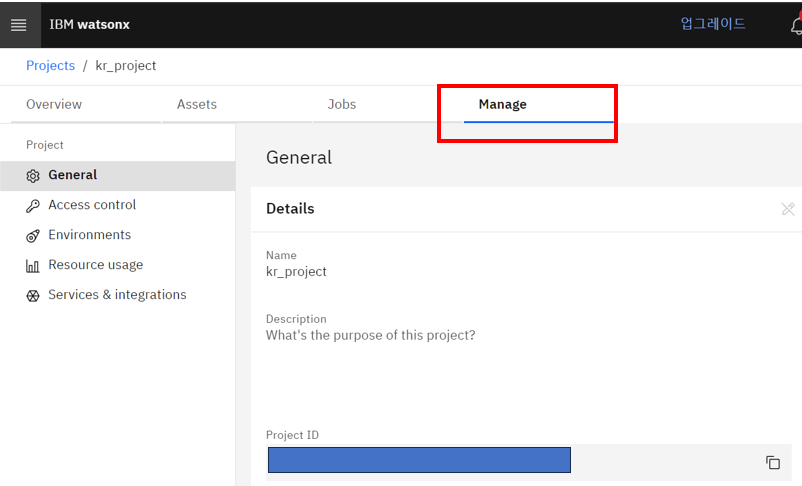 IBM watsonx 업그레이드
Projects / kr_project
Overview Assets Jobs Manage
Project
General
Access control
Environments
Resource usage
Services & integrations
General
Details
Name
kr_project
Description
What's the purpose of this project?
Project ID